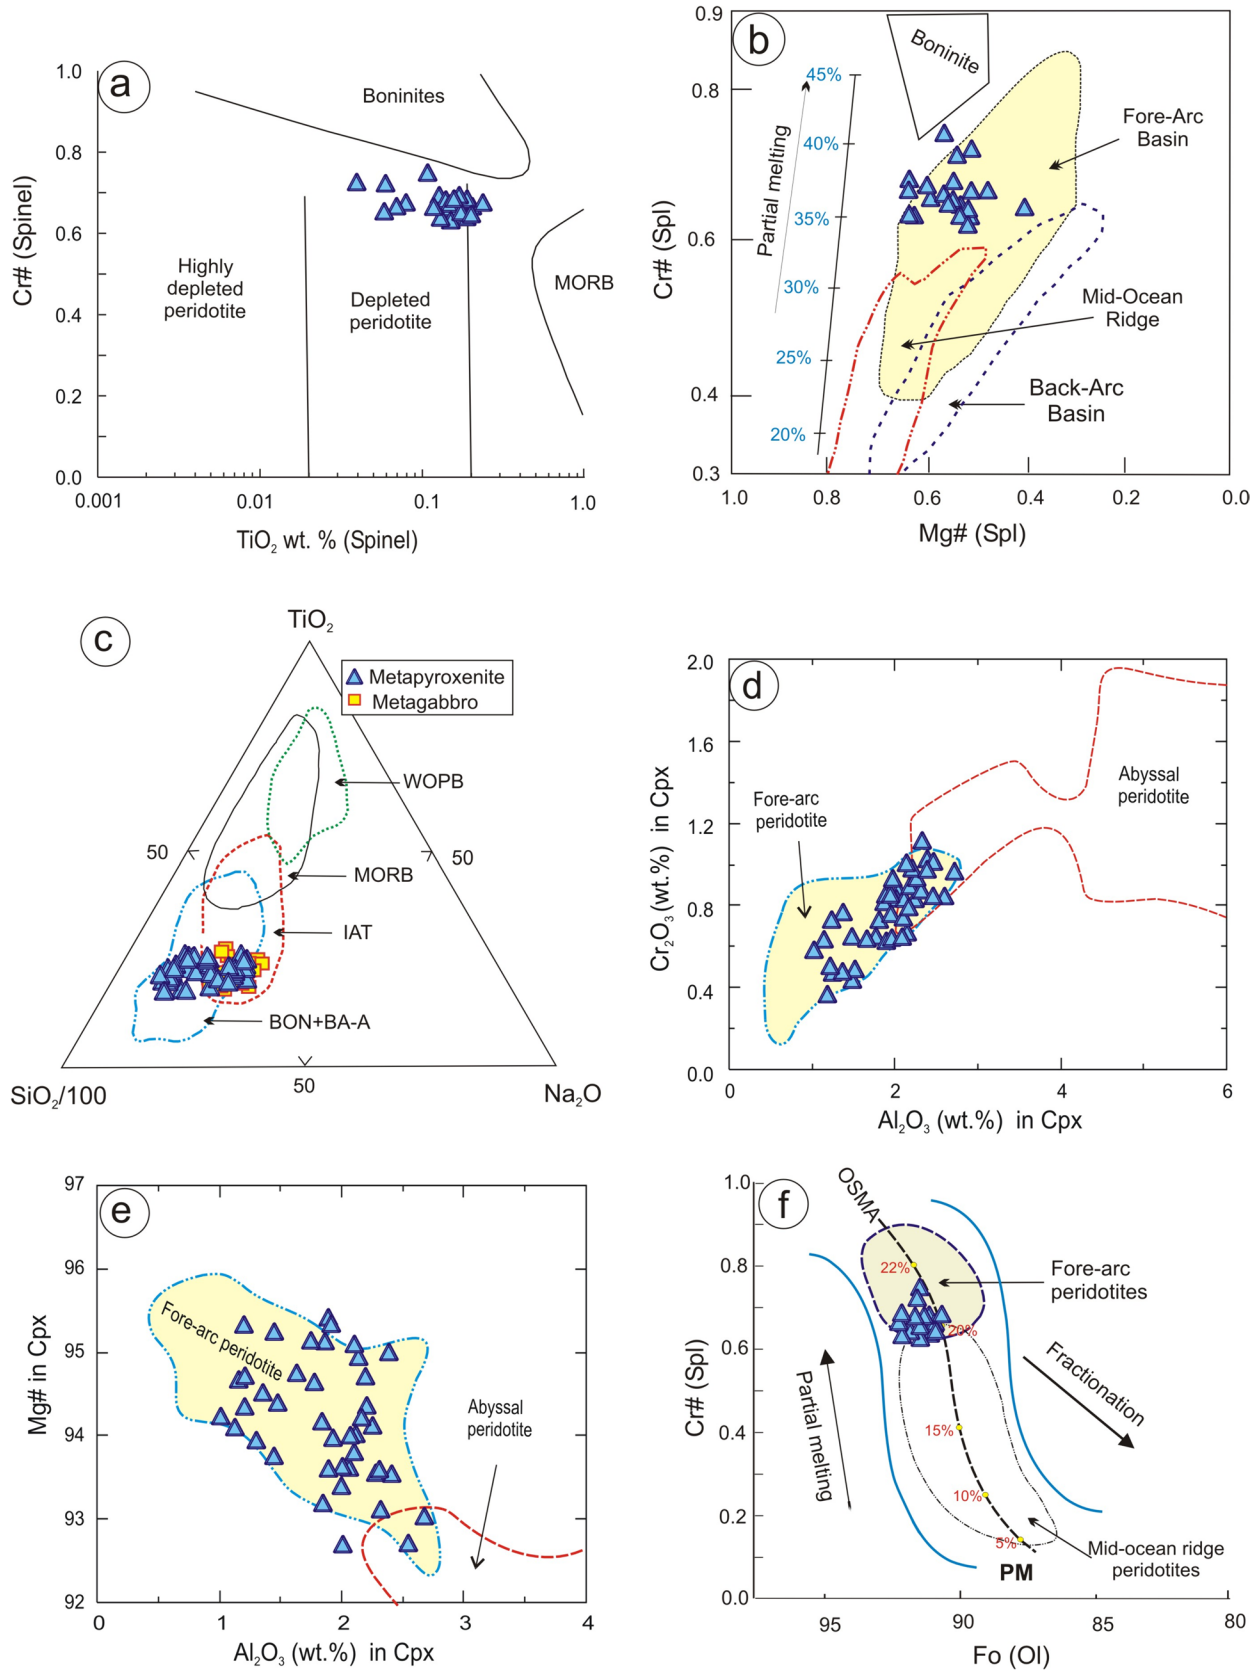 a
1.0
0.8
0.6
0.4
0.2
0.0
Cr# (Spinel)
Boninites
Highly
depleted
peridotite
Depleted
peridotite
MORB
0.001
0.01
0.1
1.0
TiO₂ wt. % (Spinel)
b
0.9
0.8
0.6
0.4
0.3
Cr# (Spl)
Partial melting
45%
40%
35%
30%
25%
20%
Boninite
Fore-Arc
Basin
Mid-Ocean
Ridge
Back-Arc
Basin
1.0
0.8
0.6
0.4
0.2
0.0
Mg# (Spl)
c
TiO₂
Metapyroxenite
Metagabbro
WOPB
50
50
MORB
IAT
BON+BA-A
50
SiO₂/100
Na₂O
d
2.0
1.6
1.2
0.8
0.4
0.0
Cr₂O₃ (wt.%) in Cpx
Fore-arc
peridotite
Abyssal
peridotite
0
2
4
6
Al₂O₃ (wt.%) in Cpx
e
97
96
95
94
93
92
Mg# in Cpx
Fore-arc peridotite
Abyssal
peridotite
0
1
2
3
4
Al₂O₃ (wt.%) in Cpx
f
1.0
0.8
0.6
0.4
0.2
0.0
Cr# (Spl)
OSMA
22%
20%
15%
10%
5%
PM
Fore-arc
peridotites
Fractionation
Partial melting
Mid-ocean ridge
peridotites
95
90
85
80
Fo (Ol)